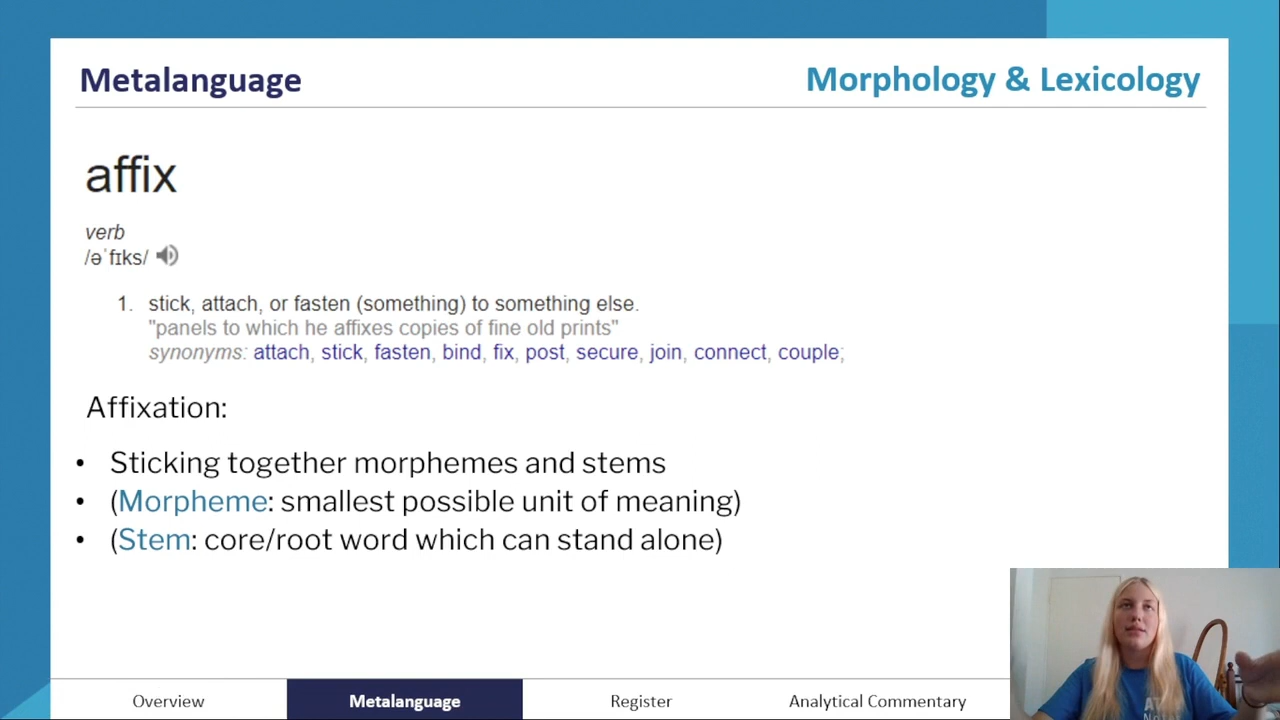 Metalanguage
Morphology & Lexicology
affix
verb
/əˈfɪks/
1. stick, attach, or fasten (something) to something else.
"panels to which he affixes copies of fine old prints"
synonyms: attach, stick, fasten, bind, fix, post, secure, join, connect, couple;
Affixation:
• Sticking together morphemes and stems
• (Morpheme: smallest possible unit of meaning)
• (Stem: core/root word which can stand alone)
Overview
Metalanguage
Register
Analytical Commentary